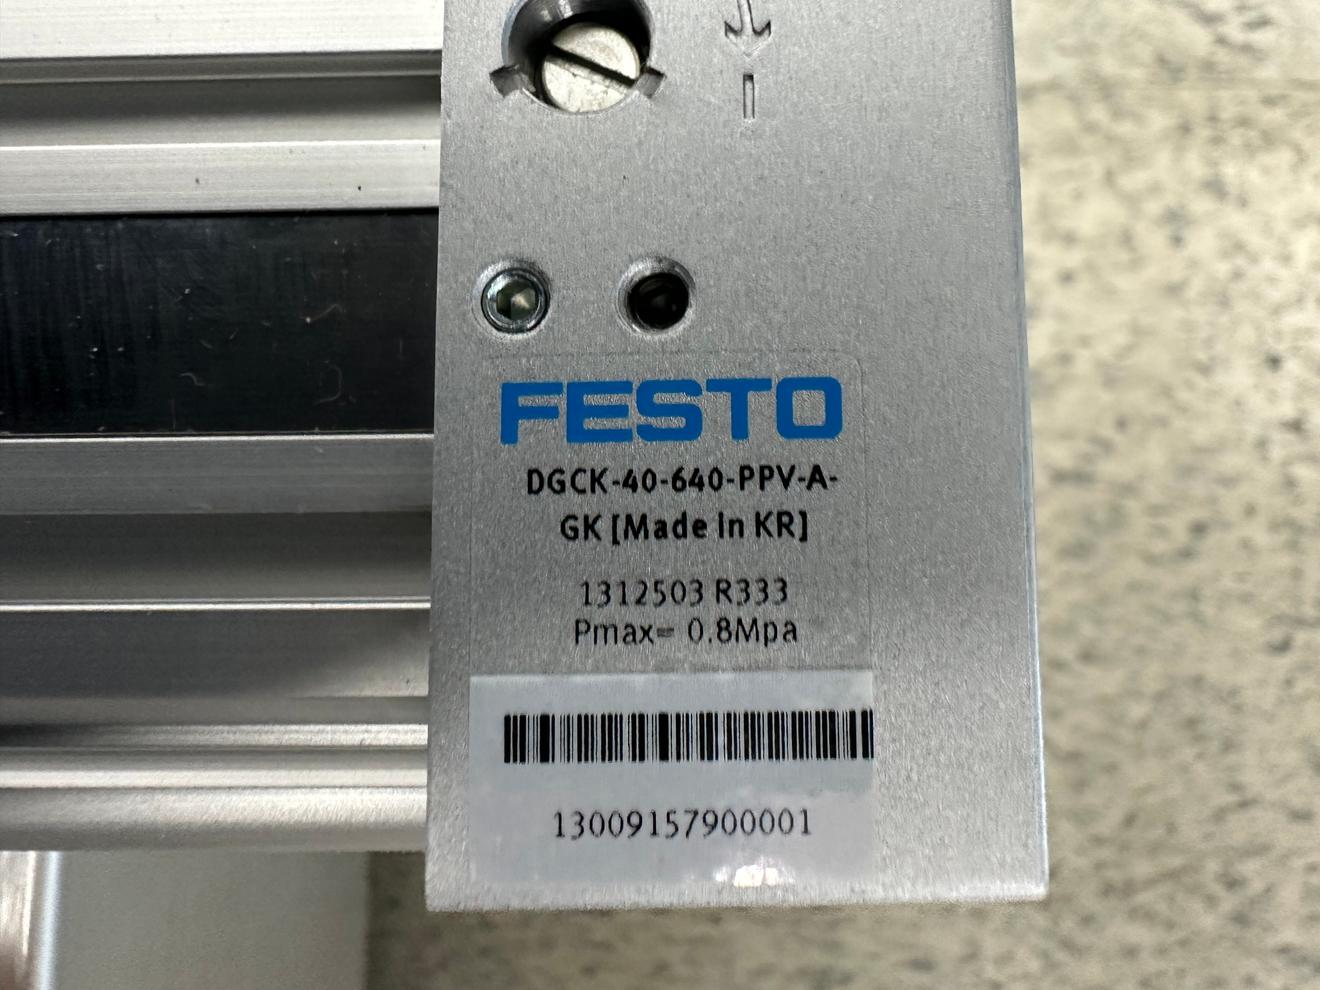 FESTO
DGCK-40-640-PPV-A-
GK [Made in KR]
1312503 R333
Pmax= 0.8Mpa
13009157900001